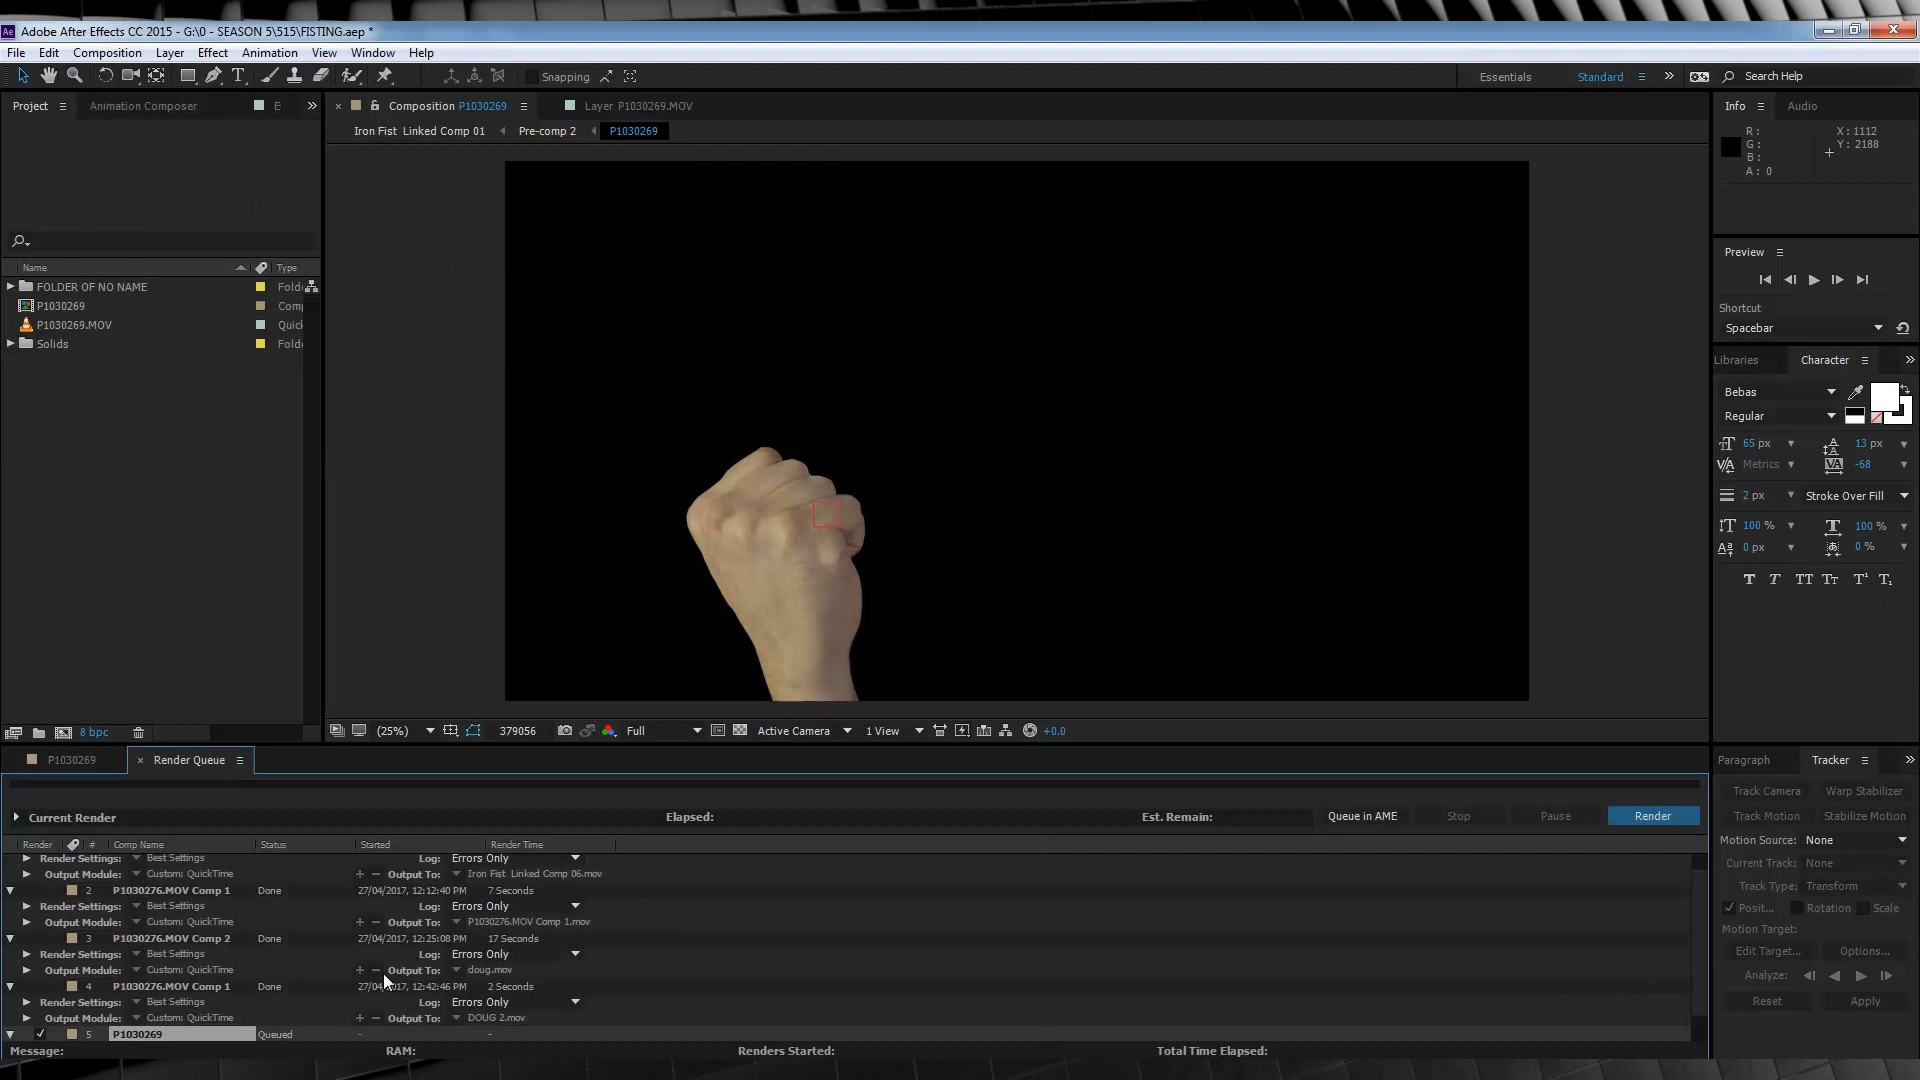 Adobe After Effects CC 2015 - G:\0 - SEASON 5\515\FISTING.aep *
File Edit Composition Layer Effect Animation View Window Help
Snapping Essentials Standard Search Help
Project Animation Composer E Composition P1030269 Layer P1030269.MOV Info Audio
Iron Fist Linked Comp 01 Pre-comp 2 P1030269
R: X: 1112
G: Y: 2188
B:
A: 0
Preview
Name Type
FOLDER OF NO NAME Fold
P1030269 Com
P1030269.MOV Quic
Solids Fold
Shortcut
Spacebar
Libraries Character
Bebas
Regular
65 px 13 px
Metrics -68
2 px Stroke Over Fill
100 % 100 %
0 px 0 %
8 bpc (25%) 379056 Full Active Camera 1 View +0.0
P1030269 Render Queue Paragraph Tracker
Current Render Elapsed: Est. Remain: Queue in AME Stop Pause Render
Render # Comp Name Status Started Render Time
Render Settings: Best Settings Log: Errors Only
Output Module: Custom: QuickTime Output To: Iron Fist Linked Comp 06.mov
2 P1030276.MOV Comp 1 Done 27/04/2017, 12:12:40 PM 7 Seconds
Render Settings: Best Settings Log: Errors Only
Output Module: Custom: QuickTime Output To: P1030276.MOV Comp 1.mov
3 P1030276.MOV Comp 2 Done 27/04/2017, 12:25:08 PM 17 Seconds
Render Settings: Best Settings Log: Errors Only
Output Module: Custom: QuickTime Output To: doug.mov
4 P1030276.MOV Comp 1 Done 27/04/2017, 12:42:46 PM 2 Seconds
Render Settings: Best Settings Log: Errors Only
Output Module: Custom: QuickTime Output To: DOUG 2.mov
5 P1030269 Queued - -
Message: RAM: Renders Started: Total Time Elapsed:
Track Camera Warp Stabilizer
Track Motion Stabilize Motion
Motion Source: None
Current Track: None
Track Type: Transform
Posit... Rotation Scale
Motion Target:
Edit Target... Options...
Analyze:
Reset Apply